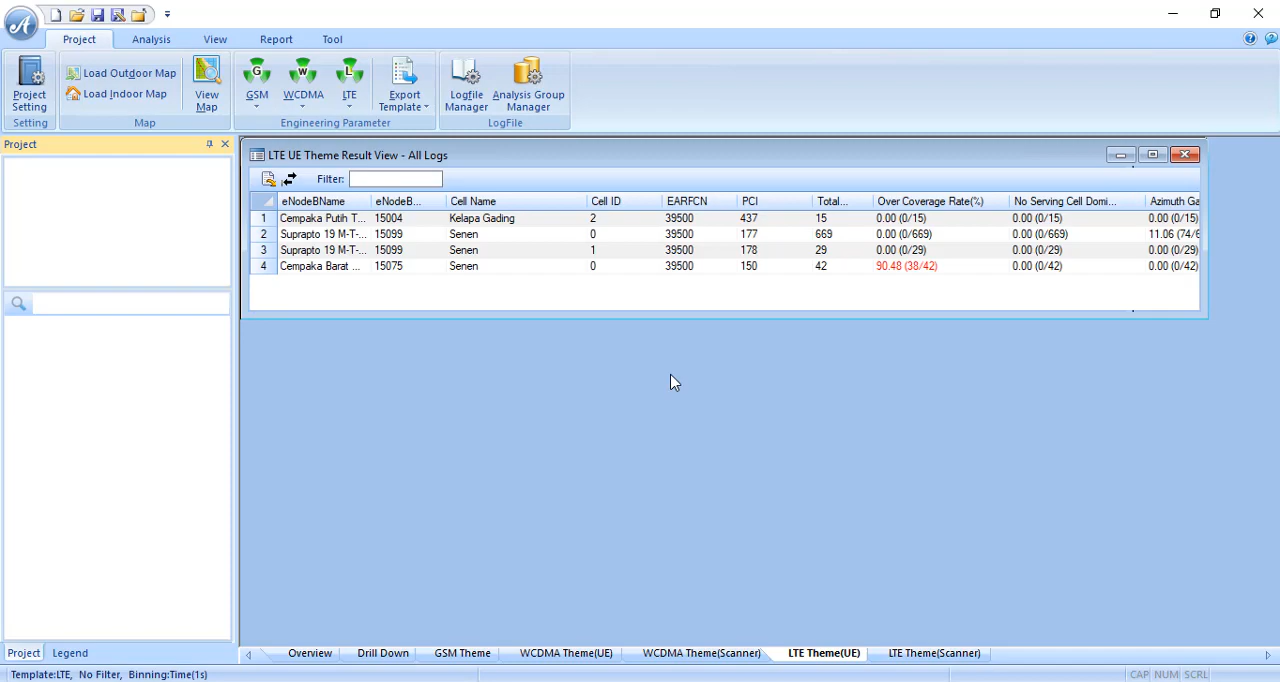 Project Analysis View Report Tool
Load Outdoor Map
Load Indoor Map
Project Setting
View Map
GSM WCDMA LTE
Export Template
Logfile Manager
Analysis Group Manager
Setting Map Engineering Parameter LogFile
Project
LTE UE Theme Result View - All Logs
Filter:
eNodeBName eNodeB... Cell Name Cell ID EARFCN PCI Total... Over Coverage Rate(%) No Serving Cell Domi... Azimuth Ga
1 Cempaka Putih T... 15004 Kelapa Gading 2 39500 437 15 0.00 (0/15) 0.00 (0/15) 0.00 (0/15)
2 Suprapto 19 M-T-... 15099 Senen 0 39500 177 669 0.00 (0/669) 0.00 (0/669) 11.06 (74/6
3 Suprapto 19 M-T-... 15099 Senen 1 39500 178 29 0.00 (0/29) 0.00 (0/29) 0.00 (0/29)
4 Cempaka Barat ... 15075 Senen 0 39500 150 42 90.48 (38/42) 0.00 (0/42) 0.00 (0/42)
Project Legend
Overview Drill Down GSM Theme WCDMA Theme(UE) WCDMA Theme(Scanner) LTE Theme(UE) LTE Theme(Scanner)
Template:LTE, No Filter, Binning:Time(1s)
CAP NUM SCRL